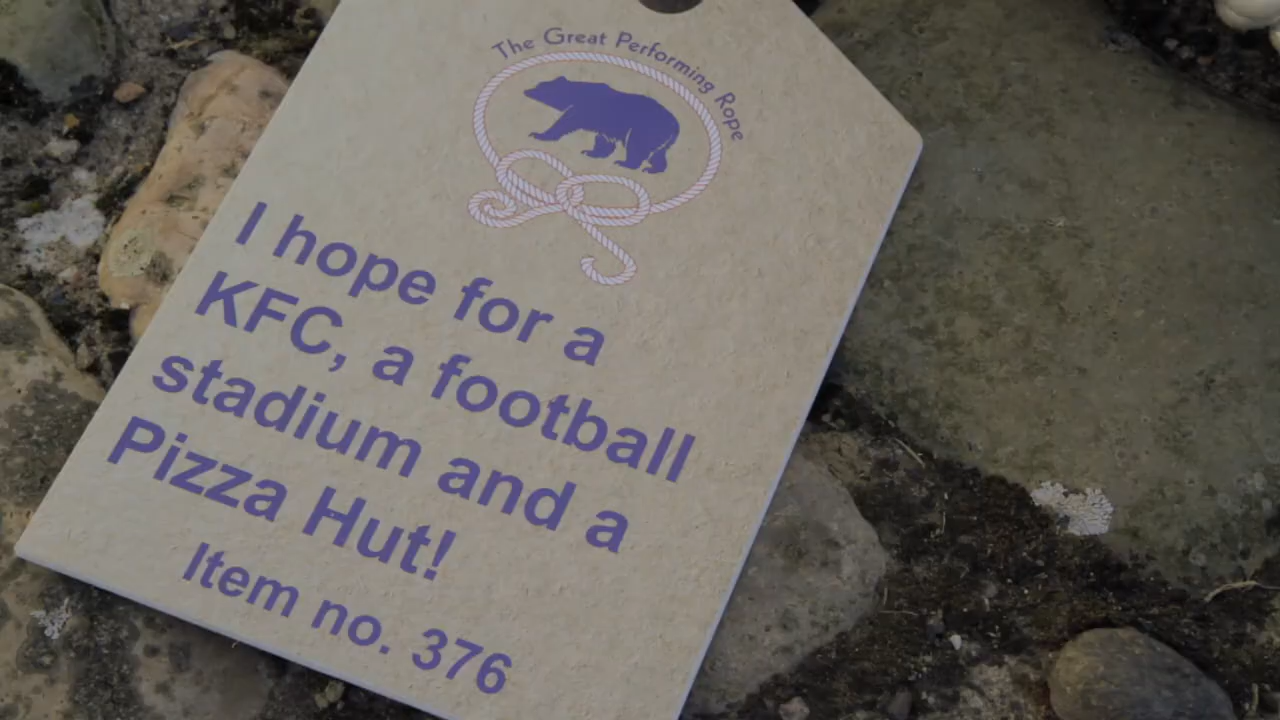 The Great Performing Rope
I hope for a
KFC, a football
stadium and a
Pizza Hut!
Item no. 376